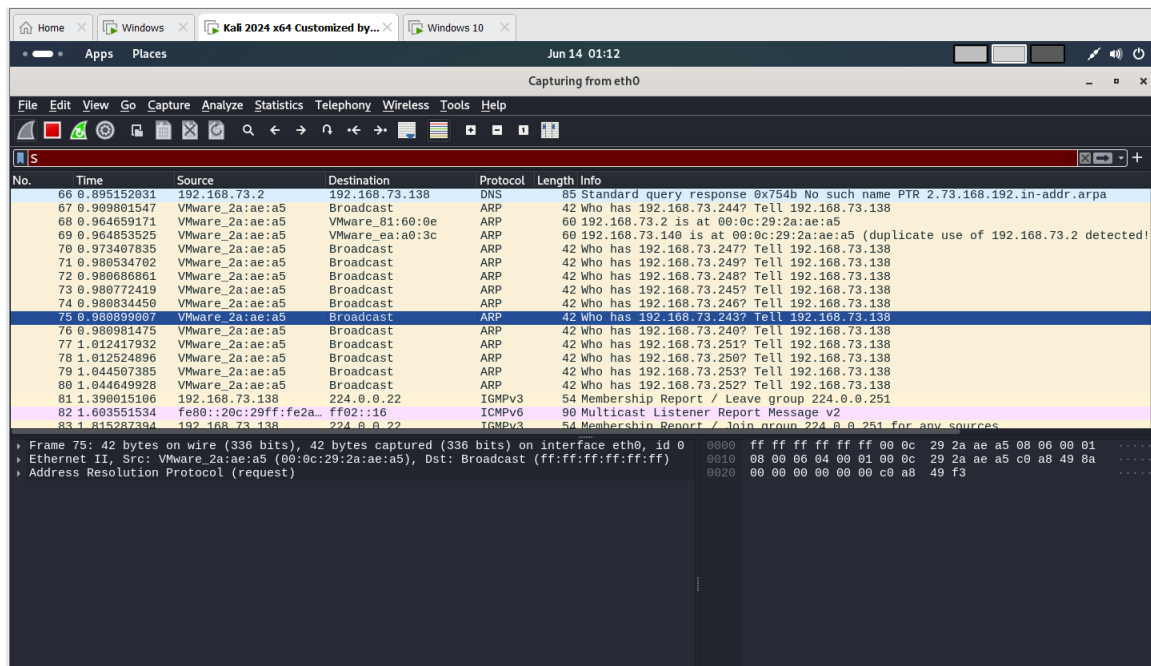 Home Windows Kali 2024 x64 Customized by... Windows 10
Apps Places Jun 14 01:12
Capturing from eth0
File Edit View Go Capture Analyze Statistics Telephony Wireless Tools Help
S
No. Time Source Destination Protocol Length Info
66 0.895152031 192.168.73.2 192.168.73.138 DNS 85 Standard query response 0x754b No such name PTR 2.73.168.192.in-addr.arpa
67 0.909801547 VMware_2a:ae:a5 Broadcast ARP 42 Who has 192.168.73.244? Tell 192.168.73.138
68 0.964659171 VMware_2a:ae:a5 VMware_81:60:0e ARP 60 192.168.73.2 is at 00:0c:29:2a:ae:a5
69 0.964853525 VMware_2a:ae:a5 VMware_ea:a0:3c ARP 60 192.168.73.140 is at 00:0c:29:2a:ae:a5 (duplicate use of 192.168.73.2 detected!
70 0.973407835 VMware_2a:ae:a5 Broadcast ARP 42 Who has 192.168.73.247? Tell 192.168.73.138
71 0.980534702 VMware_2a:ae:a5 Broadcast ARP 42 Who has 192.168.73.249? Tell 192.168.73.138
72 0.980686861 VMware_2a:ae:a5 Broadcast ARP 42 Who has 192.168.73.248? Tell 192.168.73.138
73 0.980772419 VMware_2a:ae:a5 Broadcast ARP 42 Who has 192.168.73.245? Tell 192.168.73.138
74 0.980834450 VMware_2a:ae:a5 Broadcast ARP 42 Who has 192.168.73.246? Tell 192.168.73.138
75 0.980899007 VMware_2a:ae:a5 Broadcast ARP 42 Who has 192.168.73.243? Tell 192.168.73.138
76 0.980981475 VMware_2a:ae:a5 Broadcast ARP 42 Who has 192.168.73.240? Tell 192.168.73.138
77 1.012417932 VMware_2a:ae:a5 Broadcast ARP 42 Who has 192.168.73.251? Tell 192.168.73.138
78 1.012524896 VMware_2a:ae:a5 Broadcast ARP 42 Who has 192.168.73.250? Tell 192.168.73.138
79 1.044507385 VMware_2a:ae:a5 Broadcast ARP 42 Who has 192.168.73.253? Tell 192.168.73.138
80 1.044649928 VMware_2a:ae:a5 Broadcast ARP 42 Who has 192.168.73.252? Tell 192.168.73.138
81 1.390015106 192.168.73.138 224.0.0.22 IGMPv3 54 Membership Report / Leave group 224.0.0.251
82 1.603551534 fe80::20c:29ff:fe2a... ff02::16 ICMPv6 90 Multicast Listener Report Message v2
83 1.815287394 192.168.73.138 224.0.0.22 IGMPv3 54 Membership Report / Join group 224.0.0.251 for any sources
Frame 75: 42 bytes on wire (336 bits), 42 bytes captured (336 bits) on interface eth0, id 0 0000 ff ff ff ff ff ff 00 0c 29 2a ae a5 08 06 00 01
Ethernet II, Src: VMware_2a:ae:a5 (00:0c:29:2a:ae:a5), Dst: Broadcast (ff:ff:ff:ff:ff:ff) 0010 08 00 06 04 00 01 00 0c 29 2a ae a5 c0 a8 49 8a
Address Resolution Protocol (request) 0020 00 00 00 00 00 00 c0 a8 49 f3